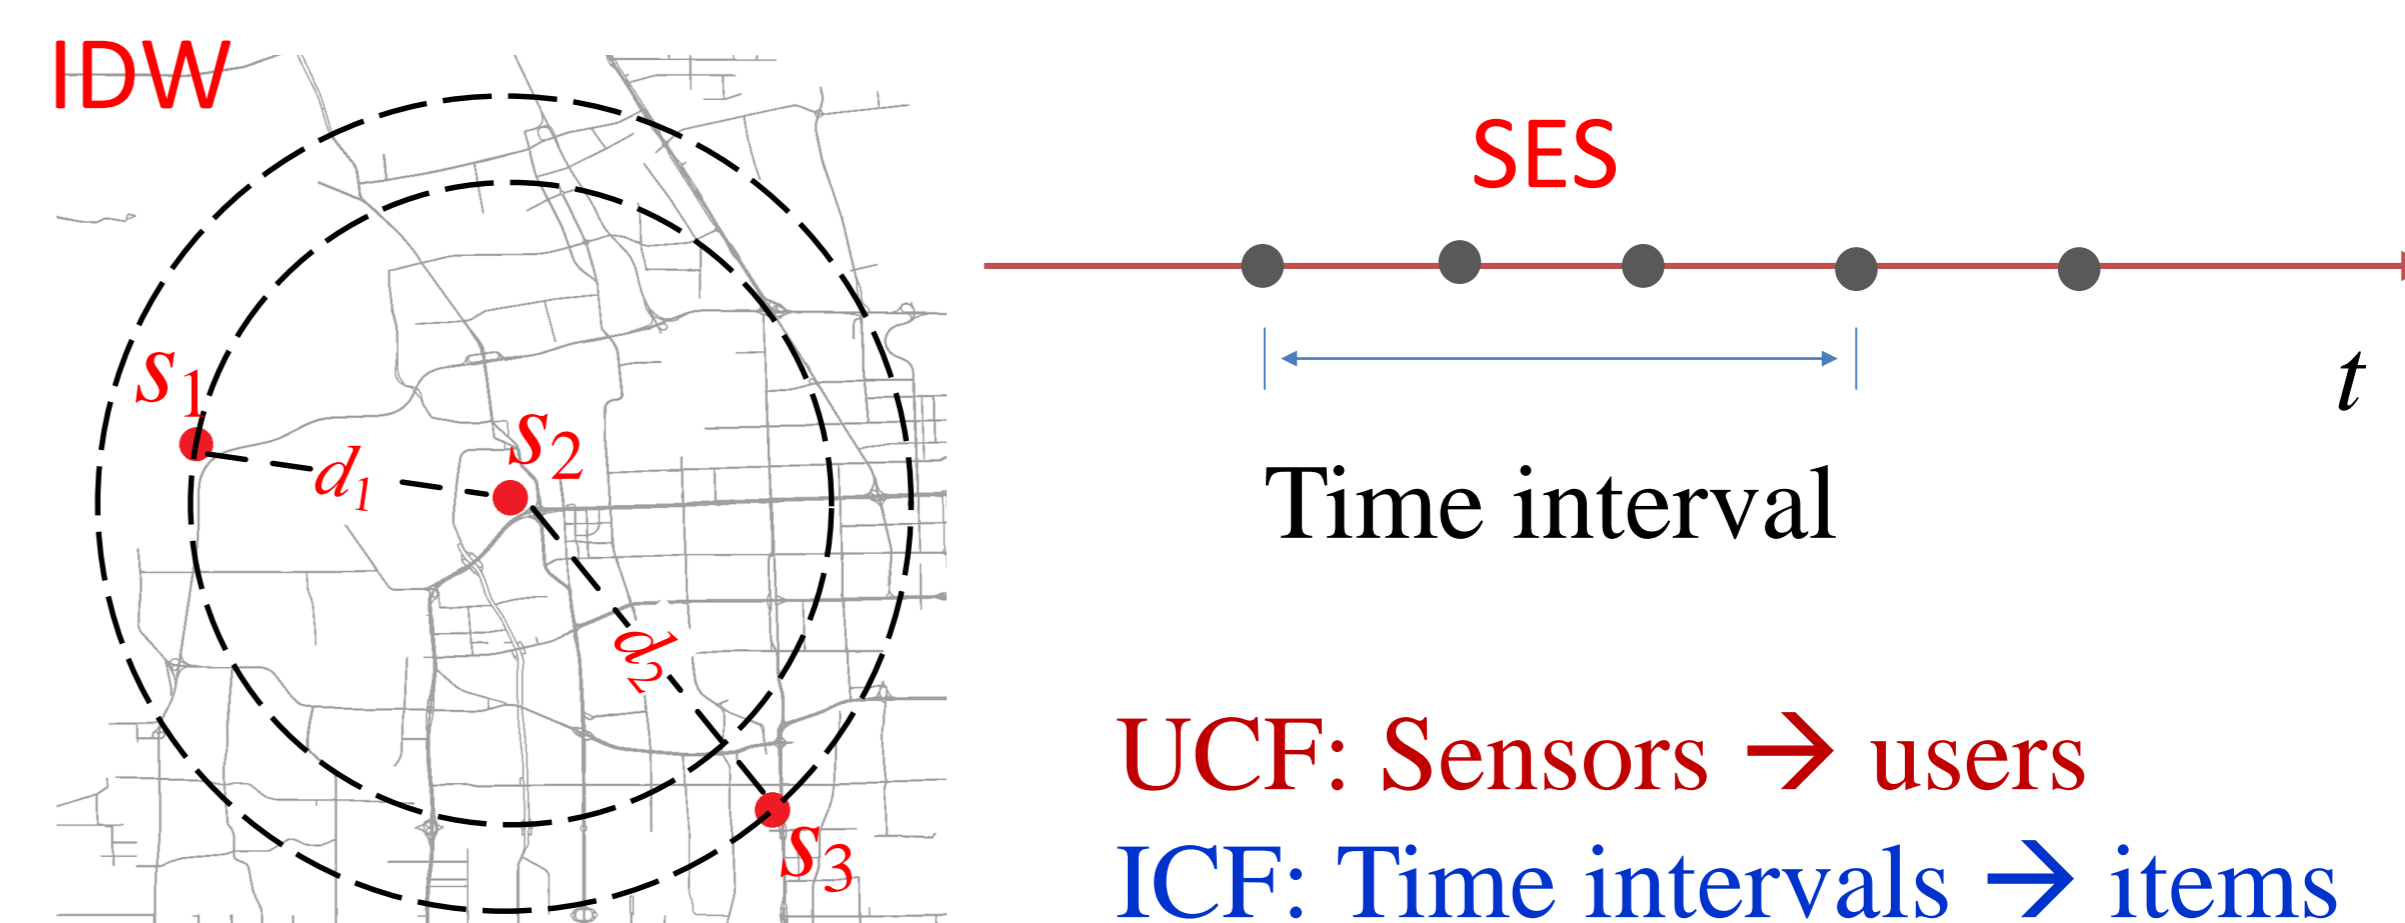 IDW
s1
d1
s2
d2
s3
SES
t
Time interval
UCF: Sensors → users
ICF: Time intervals → items